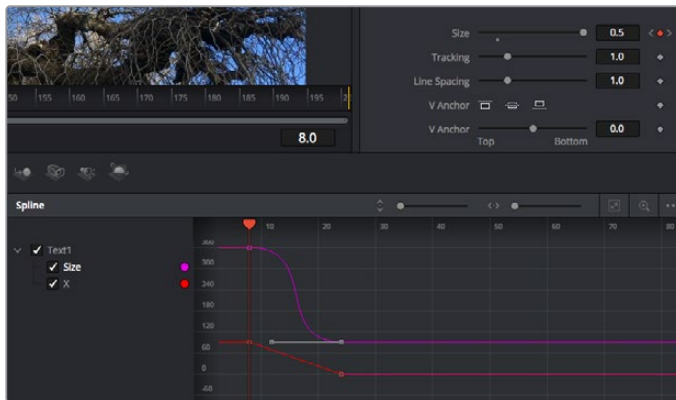 Size 0.5
Tracking 1.0
Line Spacing 1.0
V Anchor
V Anchor 0.0
Top Bottom
50 155 160 165 170 175 180 185 190 195
8.0
Spline
10 20 30 40 50 60 70 80
Text1
Size
X
300
240
180
120
60
0
-60